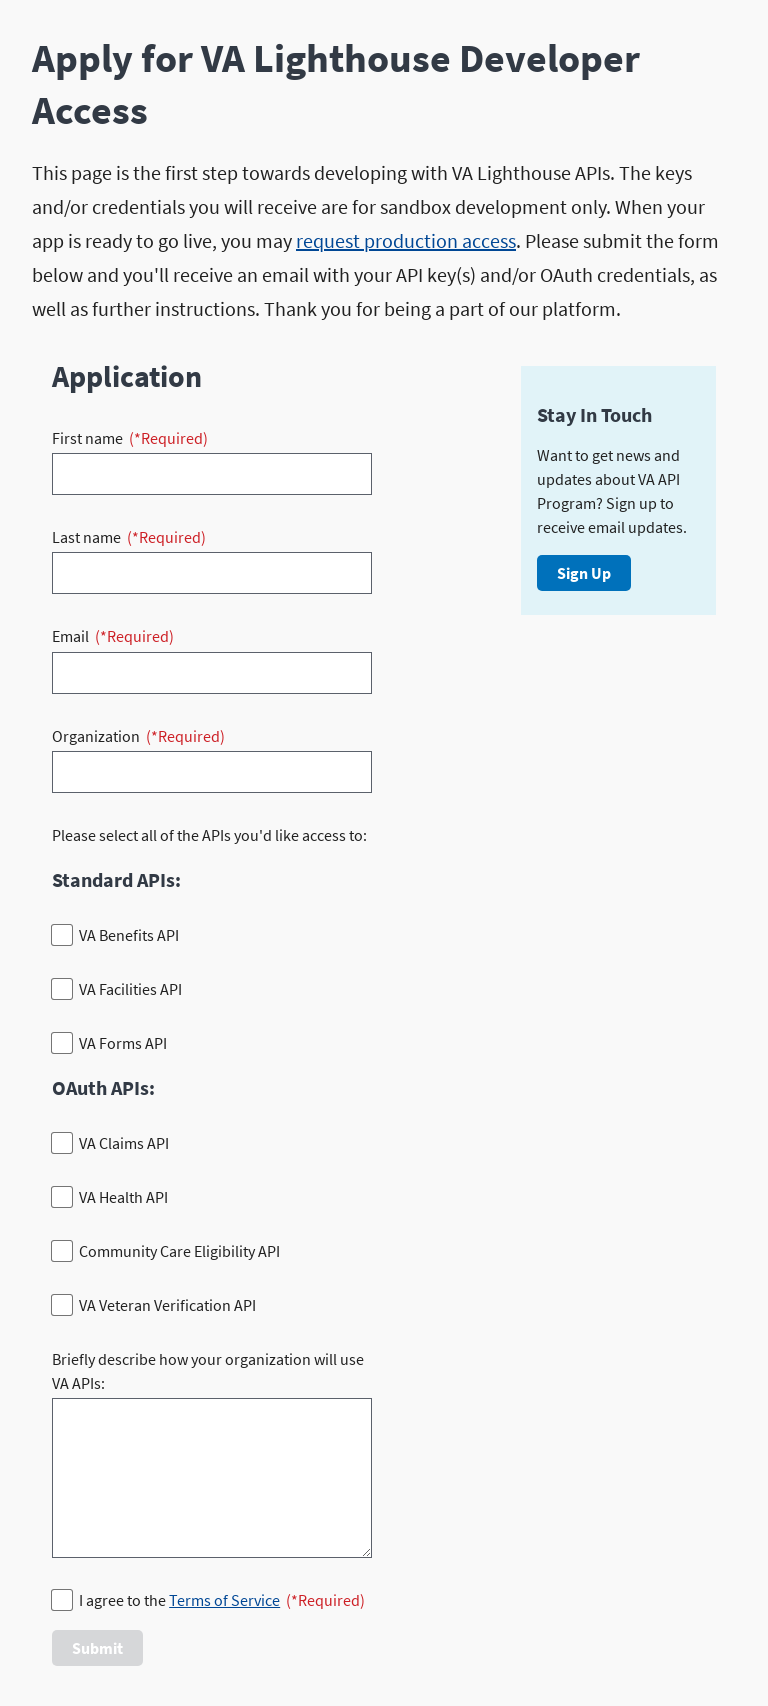 Apply for VA Lighthouse Developer
Access
This page is the first step towards developing with VA Lighthouse APIs. The keys
and/or credentials you will receive are for sandbox development only. When your
app is ready to go live, you may request production access. Please submit the form
below and you'll receive an email with your API key(s) and/or OAuth credentials, as
well as further instructions. Thank you for being a part of our platform.
Application
First name (*Required)
Last name (*Required)
Email (*Required)
Organization (*Required)
Please select all of the APIs you'd like access to:
Standard APIs:
VA Benefits API
VA Facilities API
VA Forms API
OAuth APIs:
VA Claims API
VA Health API
Community Care Eligibility API
VA Veteran Verification API
Briefly describe how your organization will use
VA APIs:
I agree to the Terms of Service (*Required)
Submit
Stay In Touch
Want to get news and
updates about VA API
Program? Sign up to
receive email updates.
Sign Up